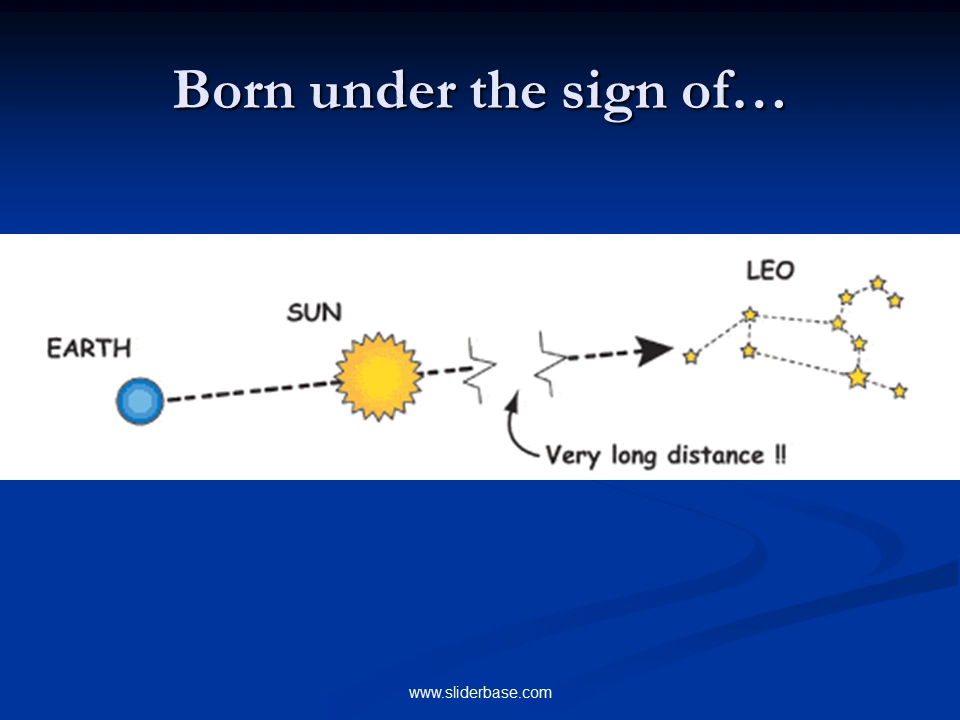 Born under the sign of…
LEO
SUN
EARTH
Very long distance !!
www.sliderbase.com